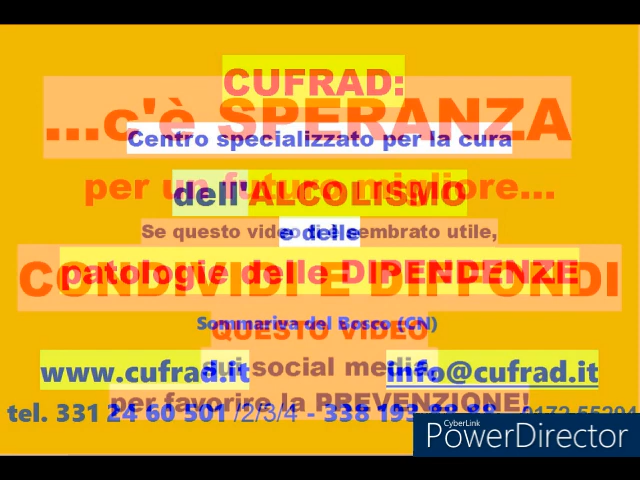 CUFRAD:
...c'è SPERANZA
Centro specializzato per la cura
per un futuro migliore...
dell'ALCOLISMO
Se questo video ti è sembrato utile,
e delle
patologie delle DIPENDENZE
CONDIVIDI E DIFFONDI
Sommariva del Bosco (CN)
QUESTO VIDEO
sui social media,
www.cufrad.it info@cufrad.it
per favorire la PREVENZIONE!
tel. 331 24 60 501 /2/3/4 - 338 193
CyberLink
PowerDirector